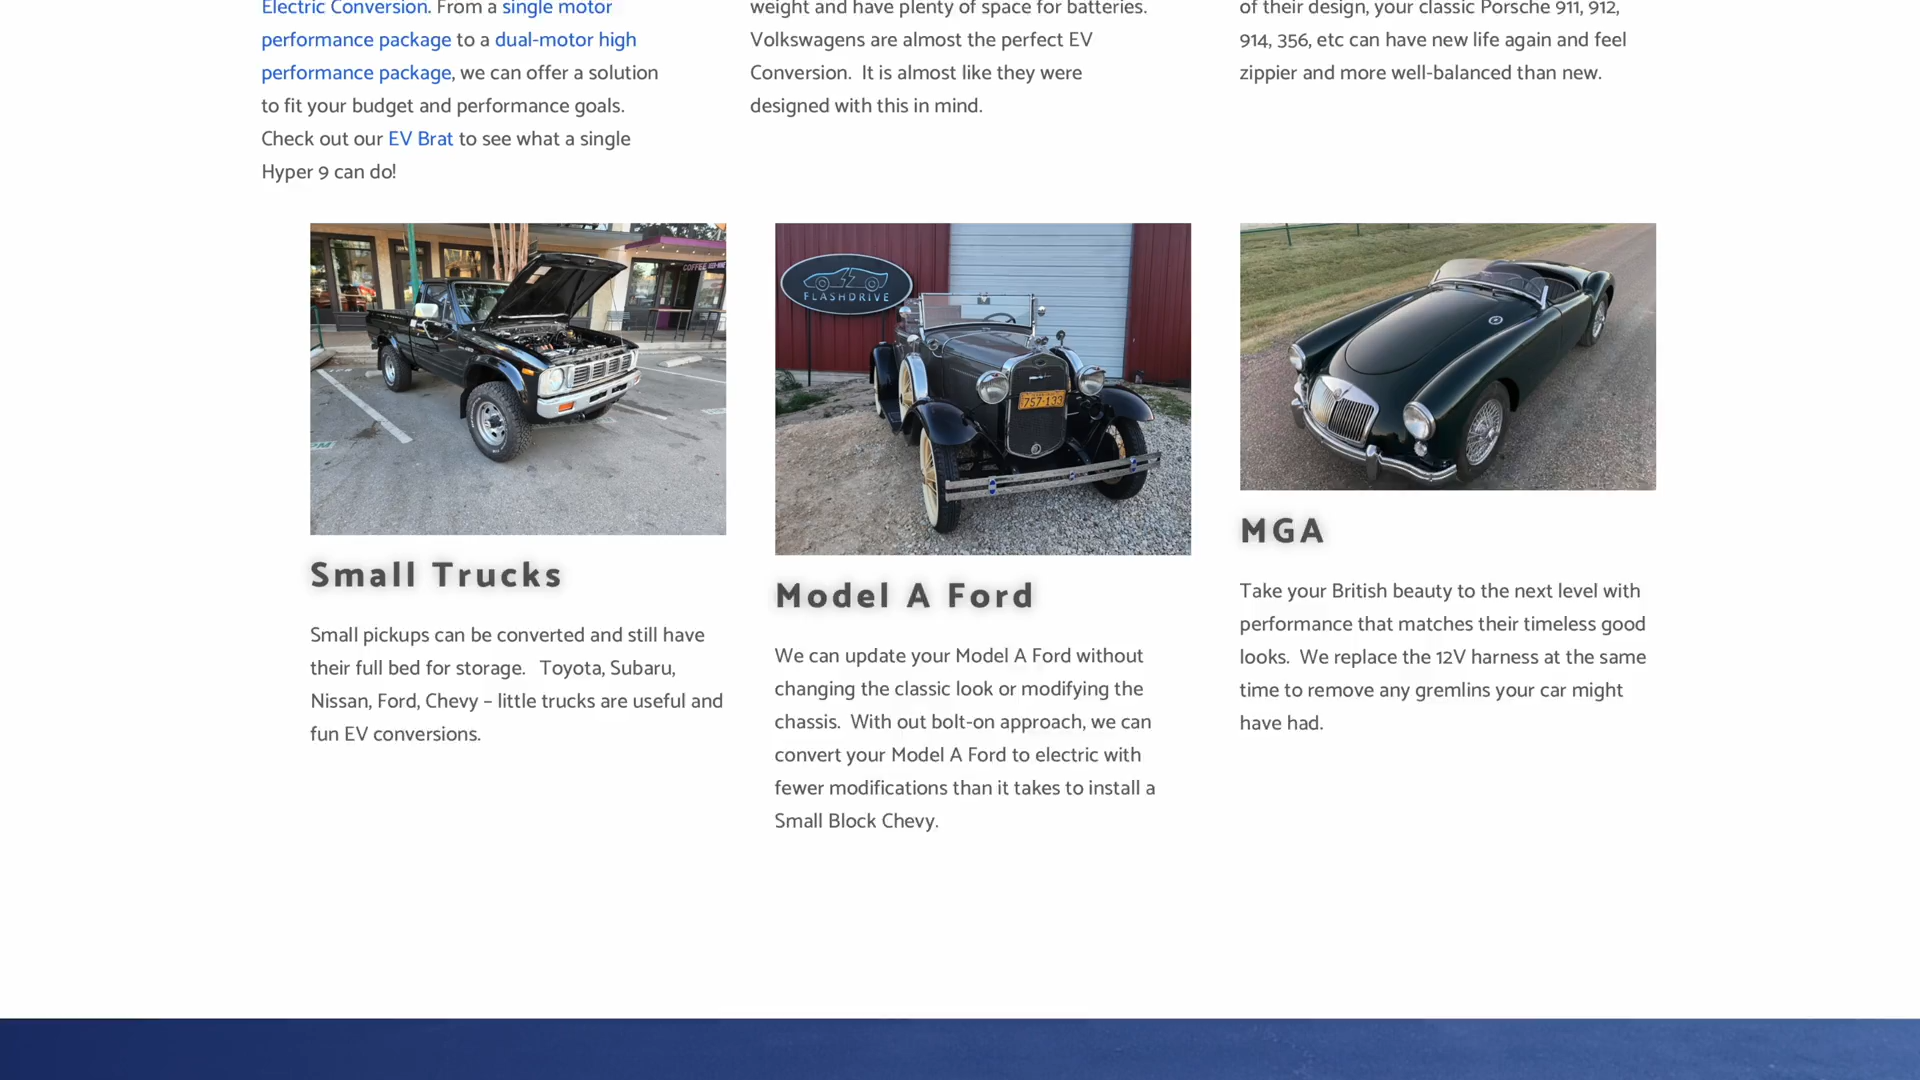 Electric Conversion. From a single motor
performance package to a dual-motor high
performance package, we can offer a solution
to fit your budget and performance goals.
Check out our EV Brat to see what a single
Hyper 9 can do!
weight and have plenty of space for batteries.
Volkswagens are almost the perfect EV
Conversion.  It is almost like they were
designed with this in mind.
of their design, your classic Porsche 911, 912,
914, 356, etc can have new life again and feel
zippier and more well-balanced than new.
COFFEE
FLASHDRIVE
757-133
Small Trucks
Small pickups can be converted and still have
their full bed for storage.   Toyota, Subaru,
Nissan, Ford, Chevy – little trucks are useful and
fun EV conversions.
Model A Ford
We can update your Model A Ford without
changing the classic look or modifying the
chassis.  With out bolt-on approach, we can
convert your Model A Ford to electric with
fewer modifications than it takes to install a
Small Block Chevy.
MGA
Take your British beauty to the next level with
performance that matches their timeless good
looks.  We replace the 12V harness at the same
time to remove any gremlins your car might
have had.